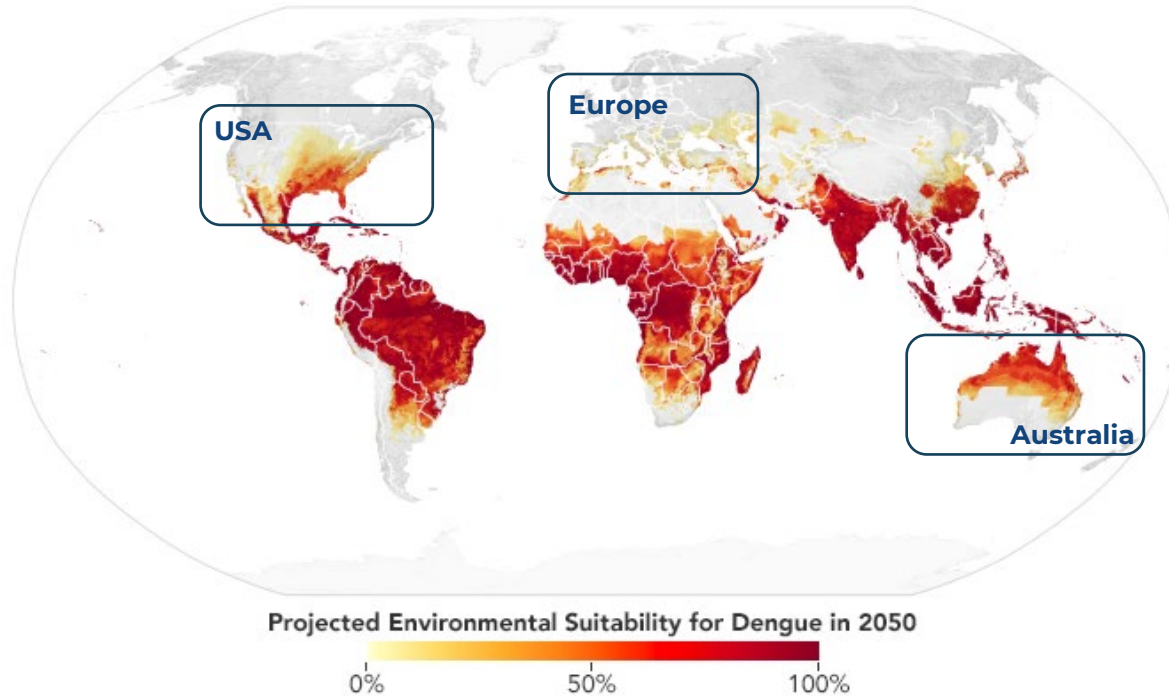 USA
Europe
Australia
Projected Environmental Suitability for Dengue in 2050
0%
50%
100%